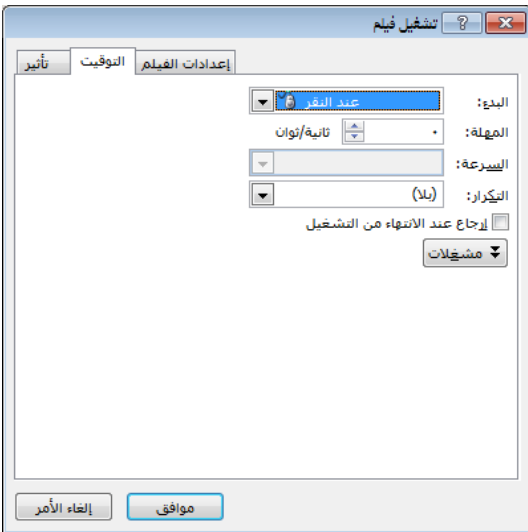 تشغيل فيلم ?
تأثير التوقيت إعدادات الفيلم
البدء: عند النقر
المهلة: ٠ ثانية/ثوان
السرعة:
التكرار: (بلا)
إرجاع عند الانتهاء من التشغيل
مشغلات
موافق إلغاء الأمر